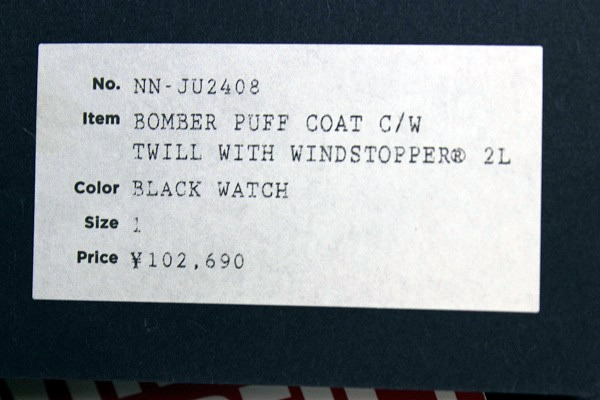 No. NN-JU2408
Item BOMBER PUFF COAT C/W
TWILL WITH WINDSTOPPER® 2L
Color BLACK WATCH
Size 1
Price ¥102,690